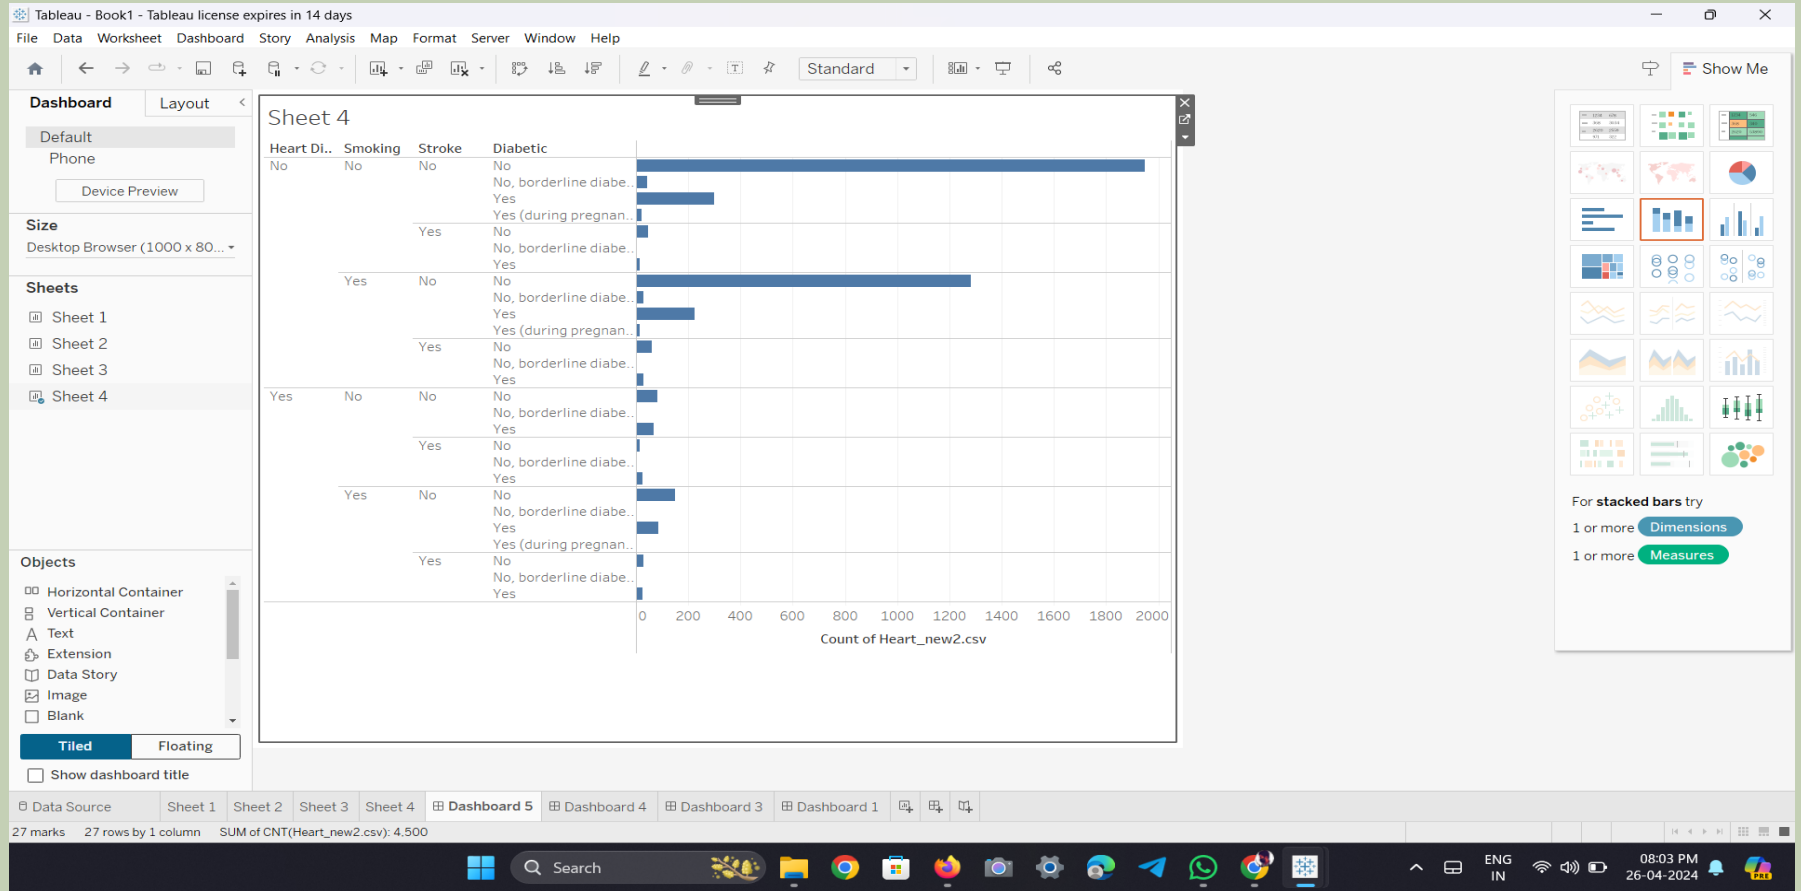 Tableau - Book1 - Tableau license expires in 14 days
File Data Worksheet Dashboard Story Analysis Map Format Server Window Help
Standard
Show Me
Dashboard Layout
Default
Phone
Device Preview
Size
Desktop Browser (1000 x 80...
Sheets
Sheet 1
Sheet 2
Sheet 3
Sheet 4
Objects
Horizontal Container
Vertical Container
A Text
Extension
Data Story
Image
Blank
Tiled Floating
Show dashboard title
Sheet 4
Heart Di.. Smoking Stroke Diabetic
No No No No
No, borderline diabe..
Yes
Yes (during pregnan..
Yes No
No, borderline diabe..
Yes
Yes No No
No, borderline diabe..
Yes
Yes (during pregnan..
Yes No
No, borderline diabe..
Yes
Yes No No No
No, borderline diabe..
Yes
Yes No
No, borderline diabe..
Yes
Yes No No
No, borderline diabe..
Yes
Yes (during pregnan..
Yes No
No, borderline diabe..
Yes
0 200 400 600 800 1000 1200 1400 1600 1800 2000
Count of Heart_new2.csv
For stacked bars try
1 or more Dimensions
1 or more Measures
Data Source Sheet 1 Sheet 2 Sheet 3 Sheet 4 Dashboard 5 Dashboard 4 Dashboard 3 Dashboard 1
27 marks 27 rows by 1 column SUM of CNT(Heart_new2.csv): 4,500
Search
ENG
IN
08:03 PM
26-04-2024
PRE